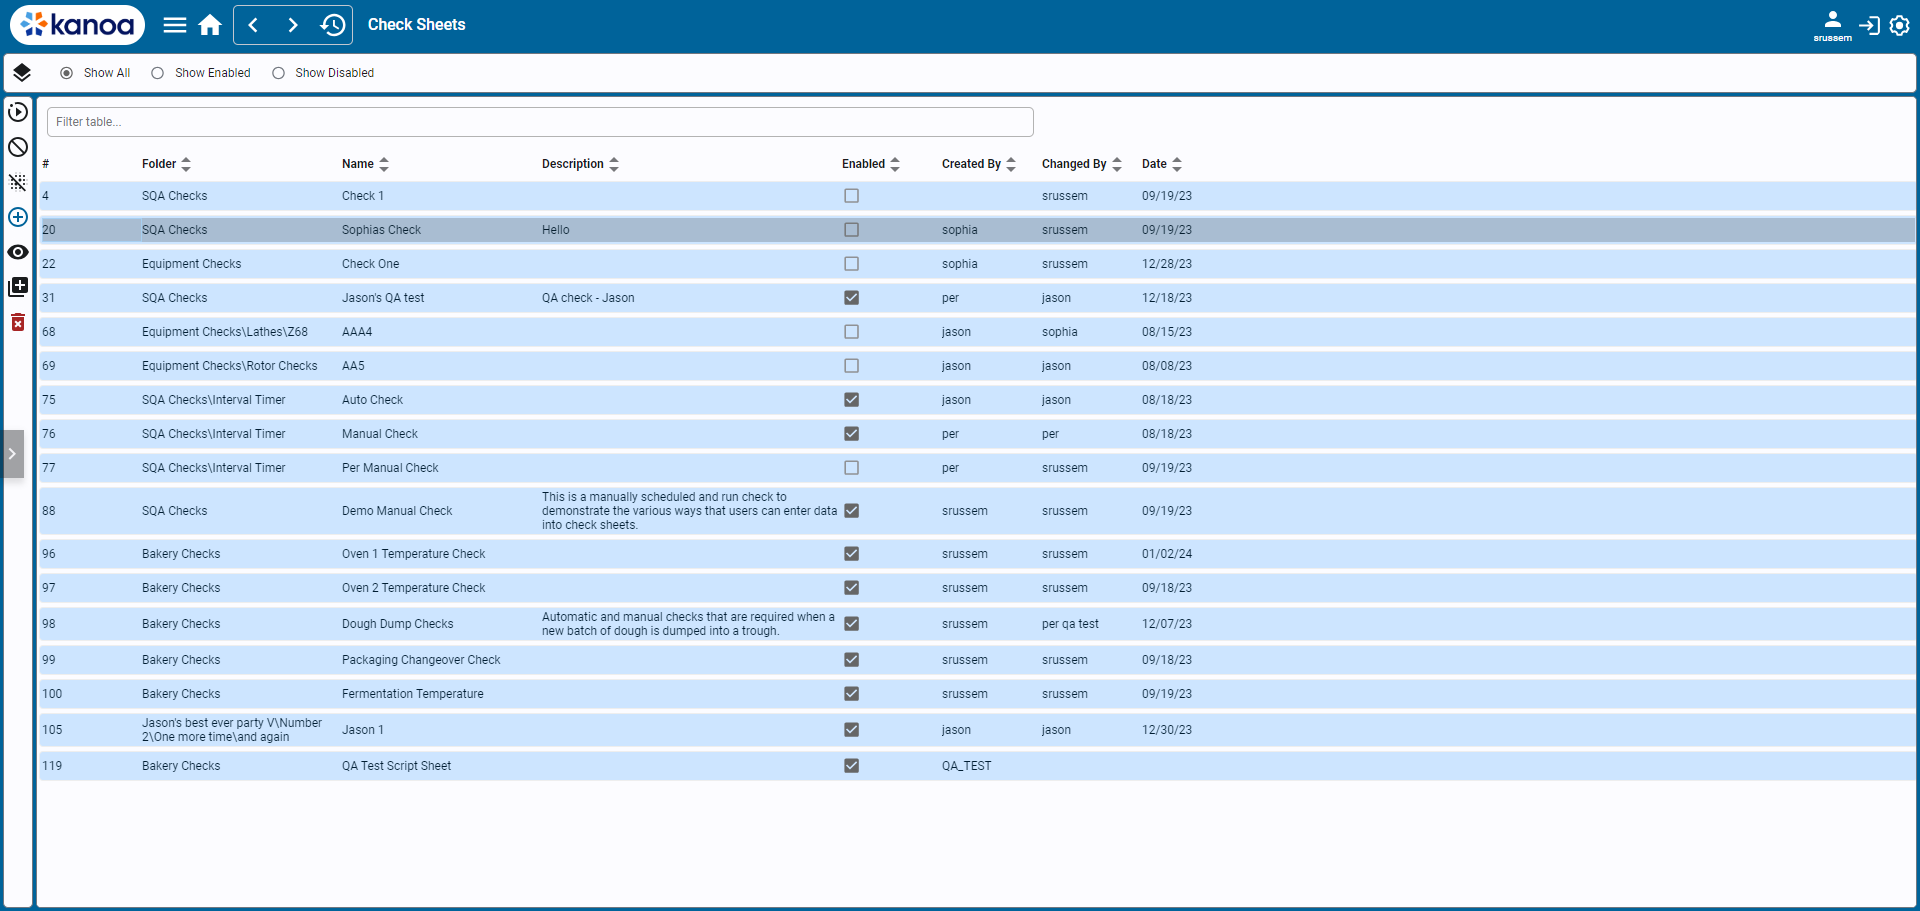 kanoa
Check Sheets
srussem
Show All Show Enabled Show Disabled
Filter table...
# Folder Name Description Enabled Created By Changed By Date
4 SQA Checks Check 1 srussem 09/19/23
20 SQA Checks Sophias Check Hello sophia srussem 09/19/23
22 Equipment Checks Check One sophia srussem 12/28/23
31 SQA Checks Jason's QA test QA check - Jason per jason 12/18/23
68 Equipment Checks\Lathes\Z68 AAA4 jason sophia 08/15/23
69 Equipment Checks\Rotor Checks AA5 jason jason 08/08/23
75 SQA Checks\Interval Timer Auto Check jason jason 08/18/23
76 SQA Checks\Interval Timer Manual Check per per 08/18/23
77 SQA Checks\Interval Timer Per Manual Check per srussem 09/19/23
This is a manually scheduled and run check to
88 SQA Checks Demo Manual Check demonstrate the various ways that users can enter data srussem srussem 09/19/23
into check sheets.
96 Bakery Checks Oven 1 Temperature Check srussem srussem 01/02/24
97 Bakery Checks Oven 2 Temperature Check srussem srussem 09/18/23
98 Bakery Checks Dough Dump Checks Automatic and manual checks that are required when a srussem per qa test 12/07/23
new batch of dough is dumped into a trough.
99 Bakery Checks Packaging Changeover Check srussem srussem 09/18/23
100 Bakery Checks Fermentation Temperature srussem srussem 09/19/23
105 Jason's best ever party V\Number Jason 1 jason jason 12/30/23
2\One more time\and again
119 Bakery Checks QA Test Script Sheet QA_TEST